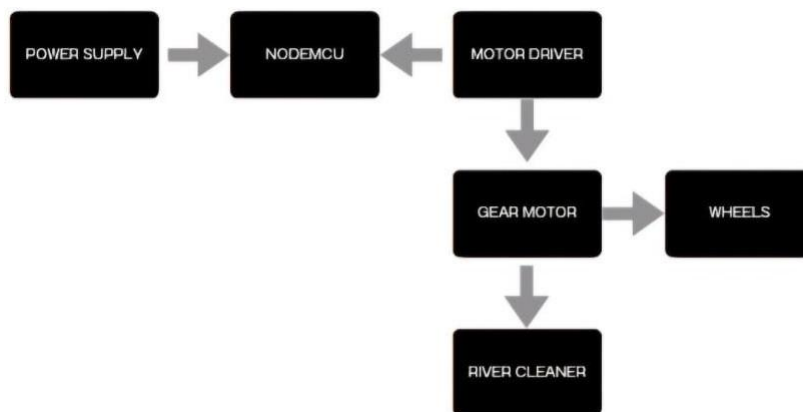 POWER SUPPLY
NODEMCU
MOTOR DRIVER
GEAR MOTOR
WHEELS
RIVER CLEANER